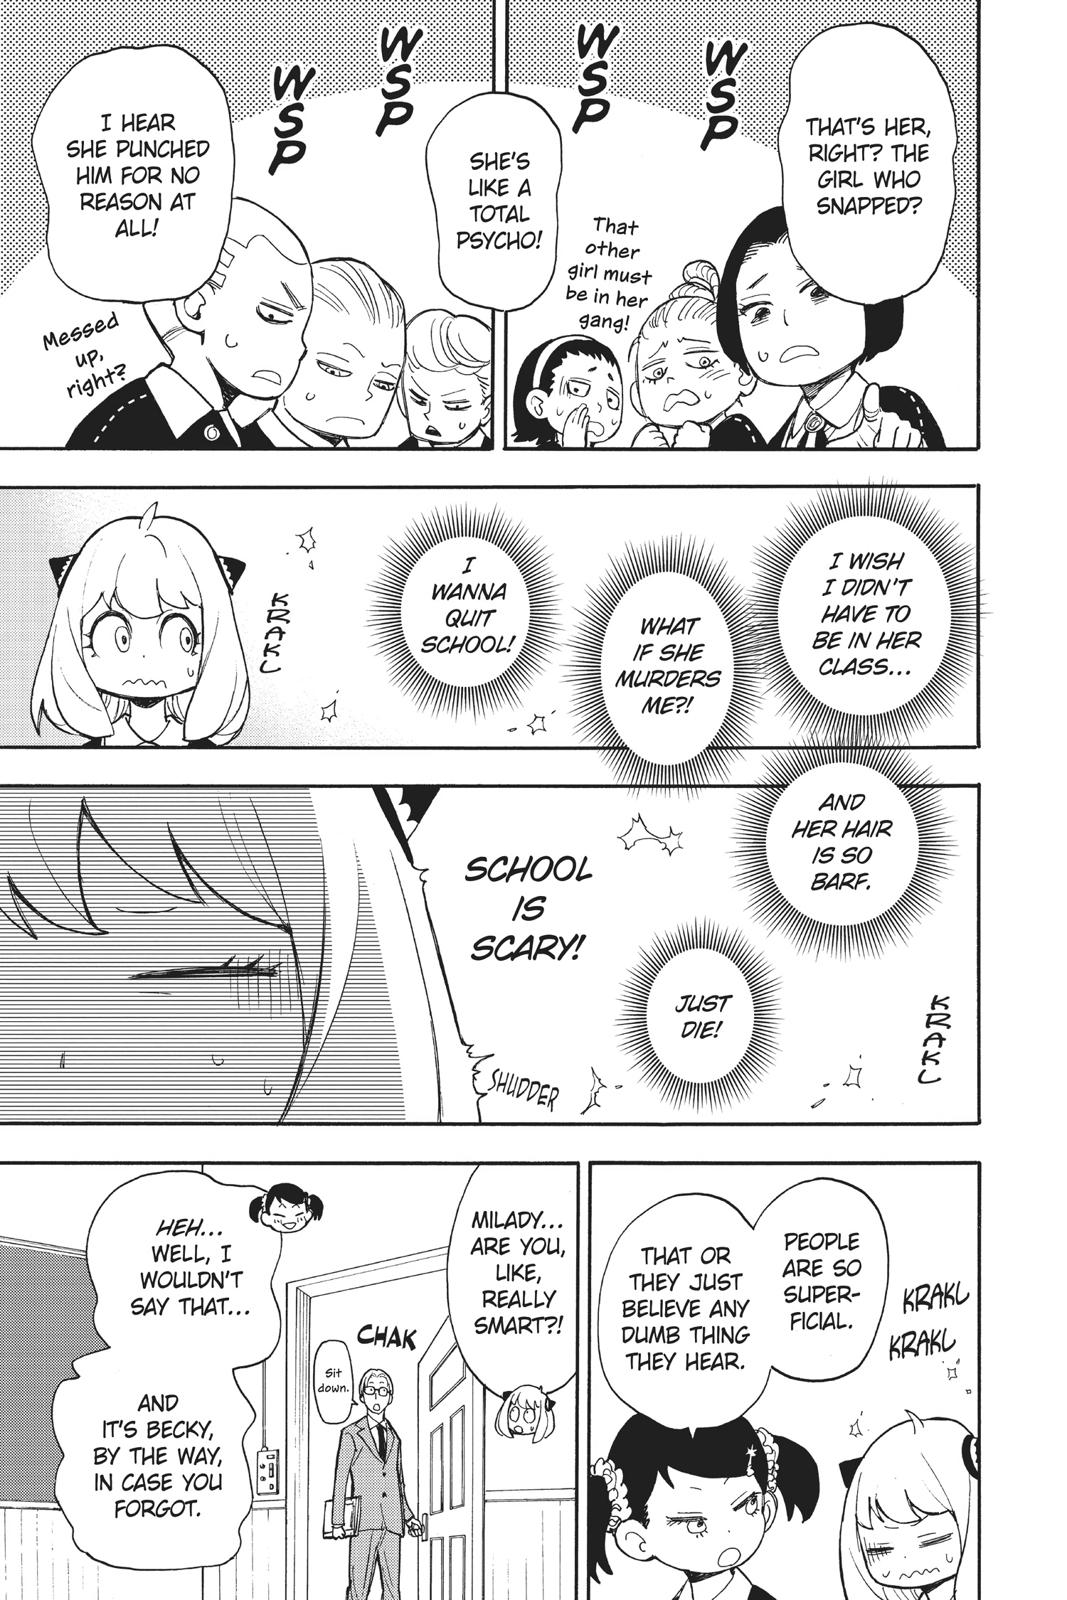 THAT'S HER,
RIGHT? THE
GIRL WHO
SNAPPED?
WSP
WSP
That
other
girl must
be in her
gang!
SHE'S
LIKE A
TOTAL
PSYCHO!
WSP
WSP
I HEAR
SHE PUNCHED
HIM FOR NO
REASON AT
ALL!
Messed
up,
right?
I WISH
I DIDN'T
HAVE TO
BE IN HER
CLASS...
WHAT
IF SHE
MURDERS
ME?!
I
WANNA
QUIT
SCHOOL!
KRAKL
AND
HER HAIR
IS SO
BARF.
JUST
DIE!
KRAKL
SCHOOL
IS
SCARY!
SHUDDER
PEOPLE
ARE SO
SUPER-
FICIAL.
THAT OR
THEY JUST
BELIEVE ANY
DUMB THING
THEY HEAR.
KRAKL
KRAKL
MILADY...
ARE YOU,
LIKE,
REALLY
SMART?!
CHAK
Sit
down.
HEH...
WELL, I
WOULDN'T
SAY THAT...
AND
IT'S BECKY,
BY THE WAY,
IN CASE YOU
FORGOT.